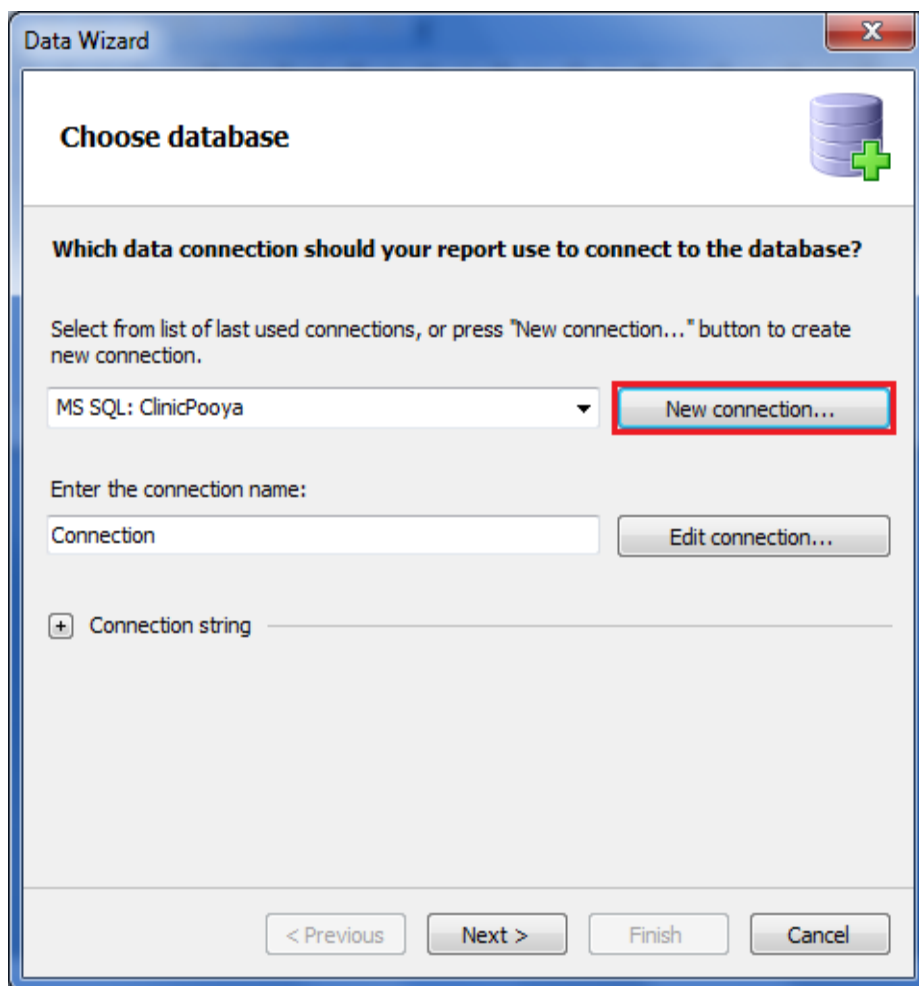 Data Wizard
Choose database
Which data connection should your report use to connect to the database?
Select from list of last used connections, or press "New connection..." button to create
new connection.
MS SQL: ClinicPooya
New connection...
Enter the connection name:
Connection
Edit connection...
Connection string
< Previous
Next >
Finish
Cancel